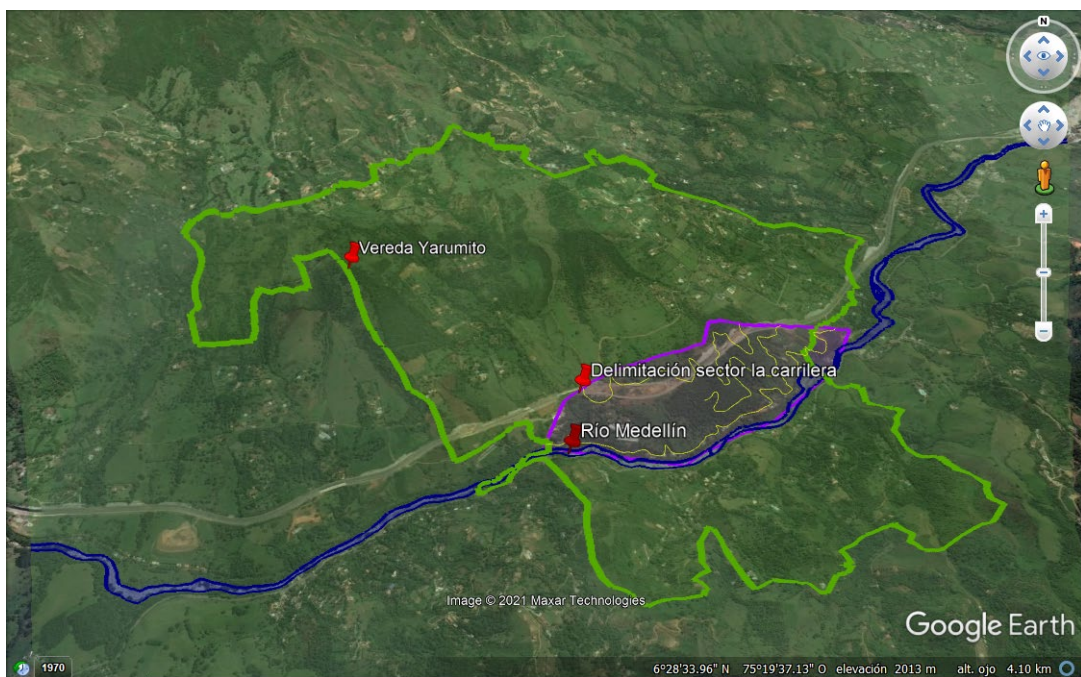 N
Vereda Yarumito
Delimitación sector la carrilera
Río Medellín
Image © 2021 Maxar Technologies
Google Earth
1970
6°28'33.96" N 75°19'37.13" O elevación 2013 m alt. ojo 4.10 km